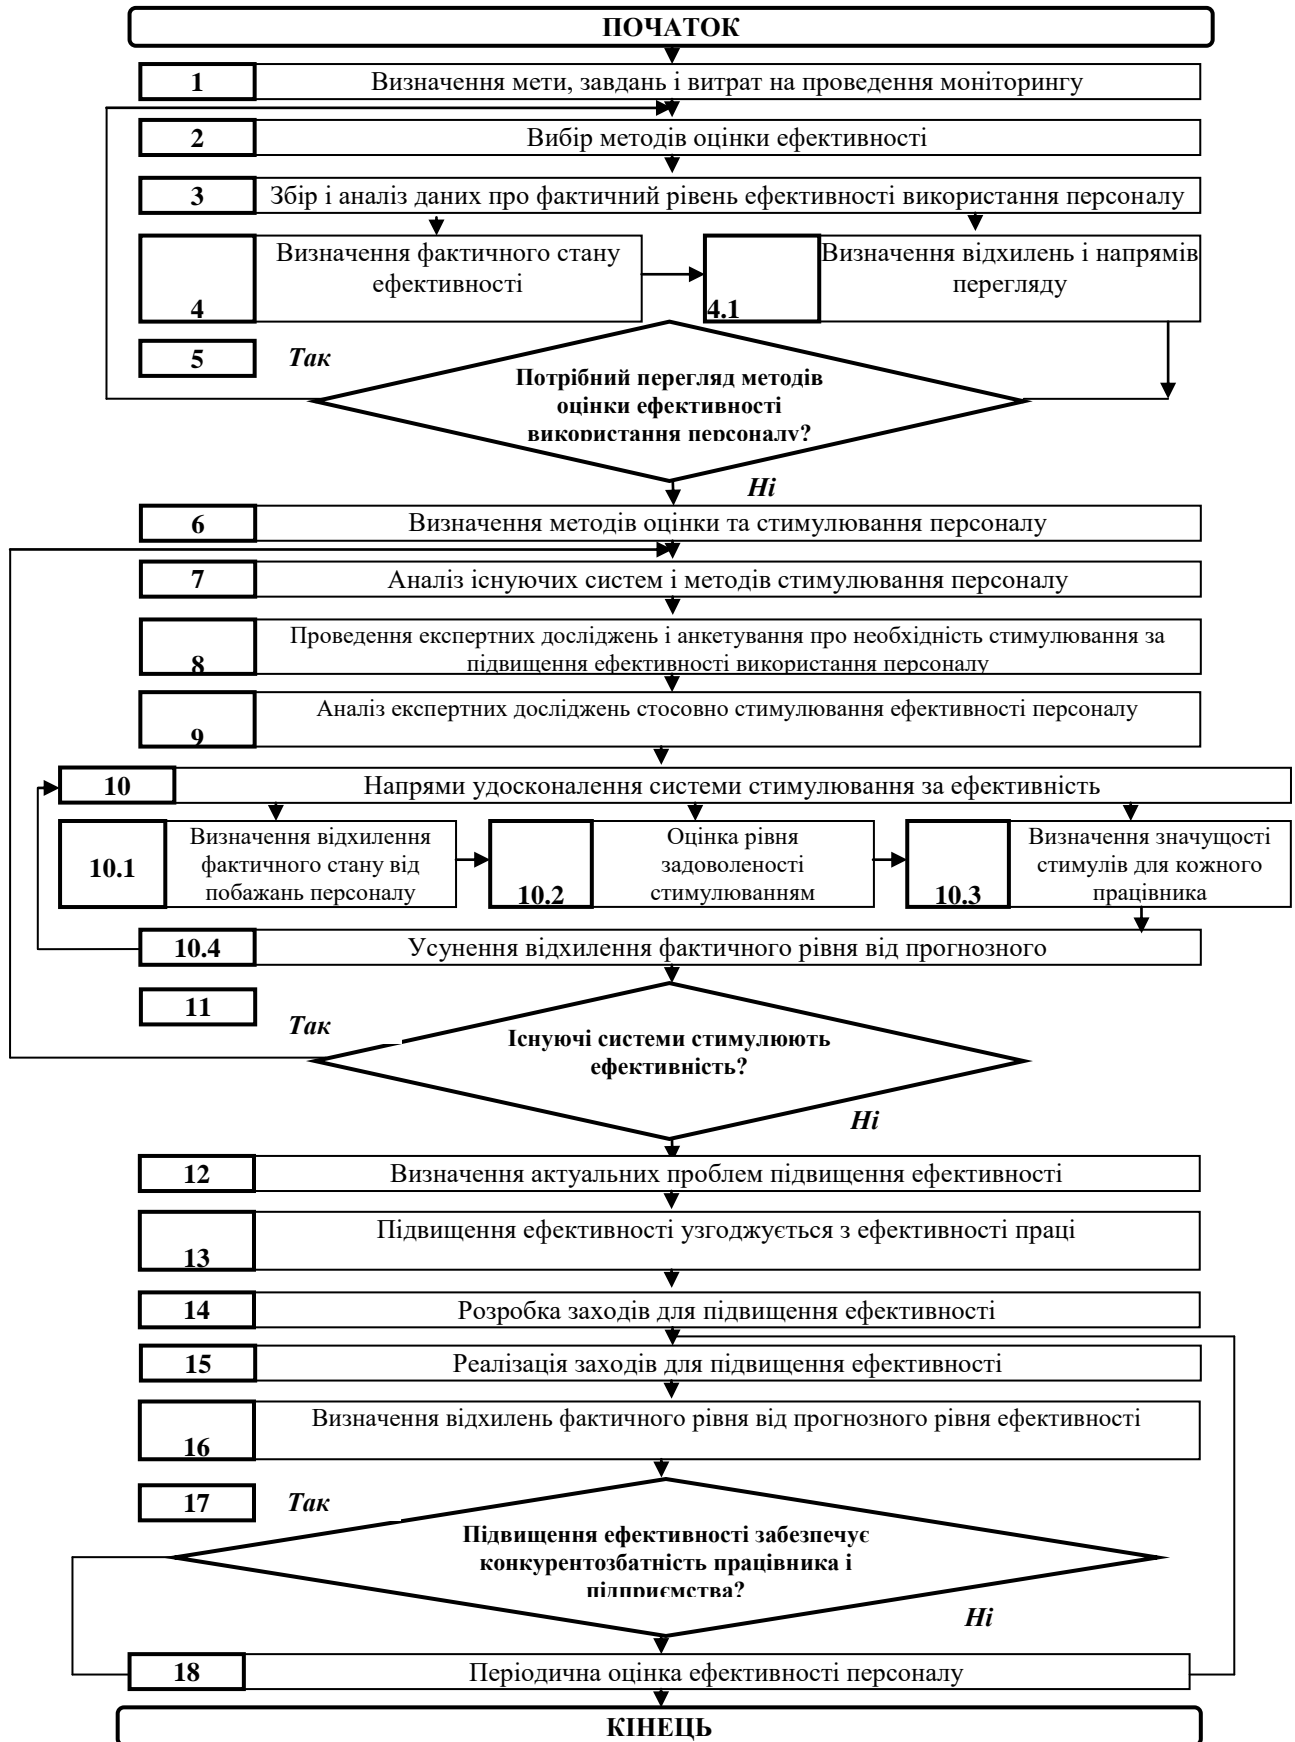 ПОЧАТОК
1
Визначення мети, завдань і витрат на проведення моніторингу
2
Вибір методів оцінки ефективності
3
Збір і аналіз даних про фактичний рівень ефективності використання персоналу
4
Визначення фактичного стану
ефективності
4.1
Визначення відхилень і напрямів
перегляду
5
Так
Потрібний перегляд методів
оцінки ефективності
використання персоналу?
Ні
6
Визначення методів оцінки та стимулювання персоналу
7
Аналіз існуючих систем і методів стимулювання персоналу
8
Проведення експертних досліджень і анкетування про необхідність стимулювання за
підвищення ефективності використання персоналу
9
Аналіз експертних досліджень стосовно стимулювання ефективності персоналу
10
Напрями удосконалення системи стимулювання за ефективність
10.1
Визначення відхилення
фактичного стану від
побажань персоналу
10.2
Оцінка рівня
задоволеності
стимулюванням
10.3
Визначення значущості
стимулів для кожного
працівника
10.4
Усунення відхилення фактичного рівня від прогнозного
11
Так
Існуючі системи стимулюють
ефективність?
Ні
12
Визначення актуальних проблем підвищення ефективності
13
Підвищення ефективності узгоджується з ефективності праці
14
Розробка заходів для підвищення ефективності
15
Реалізація заходів для підвищення ефективності
16
Визначення відхилень фактичного рівня від прогнозного рівня ефективності
17
Так
Підвищення ефективності забезпечує
конкурентозбатність працівника і
підприємства?
Ні
18
Періодична оцінка ефективності персоналу
КІНЕЦЬ